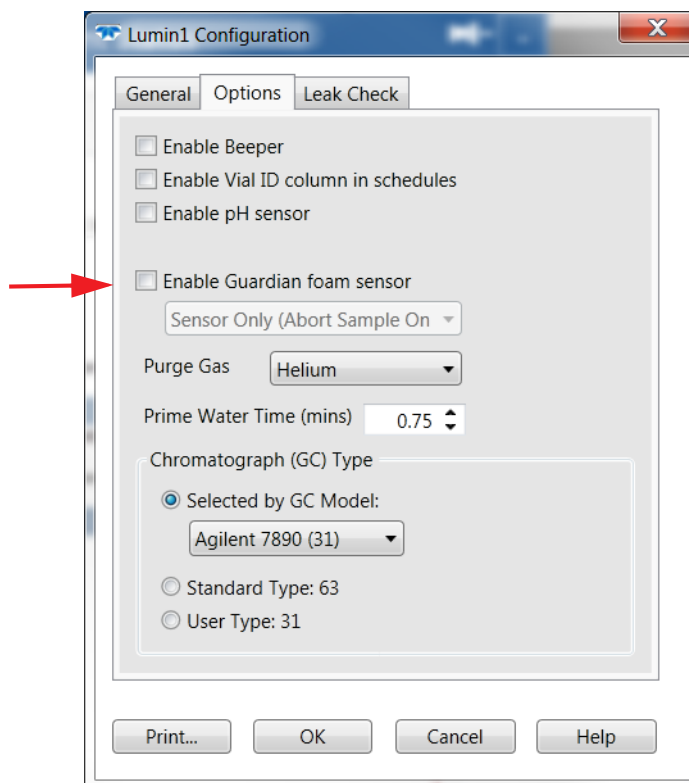 Lumin1 Configuration
General Options Leak Check
Enable Beeper
Enable Vial ID column in schedules
Enable pH sensor
Enable Guardian foam sensor
Sensor Only (Abort Sample On
Purge Gas Helium
Prime Water Time (mins) 0.75
Chromatograph (GC) Type
Selected by GC Model:
Agilent 7890 (31)
Standard Type: 63
User Type: 31
Print... OK Cancel Help